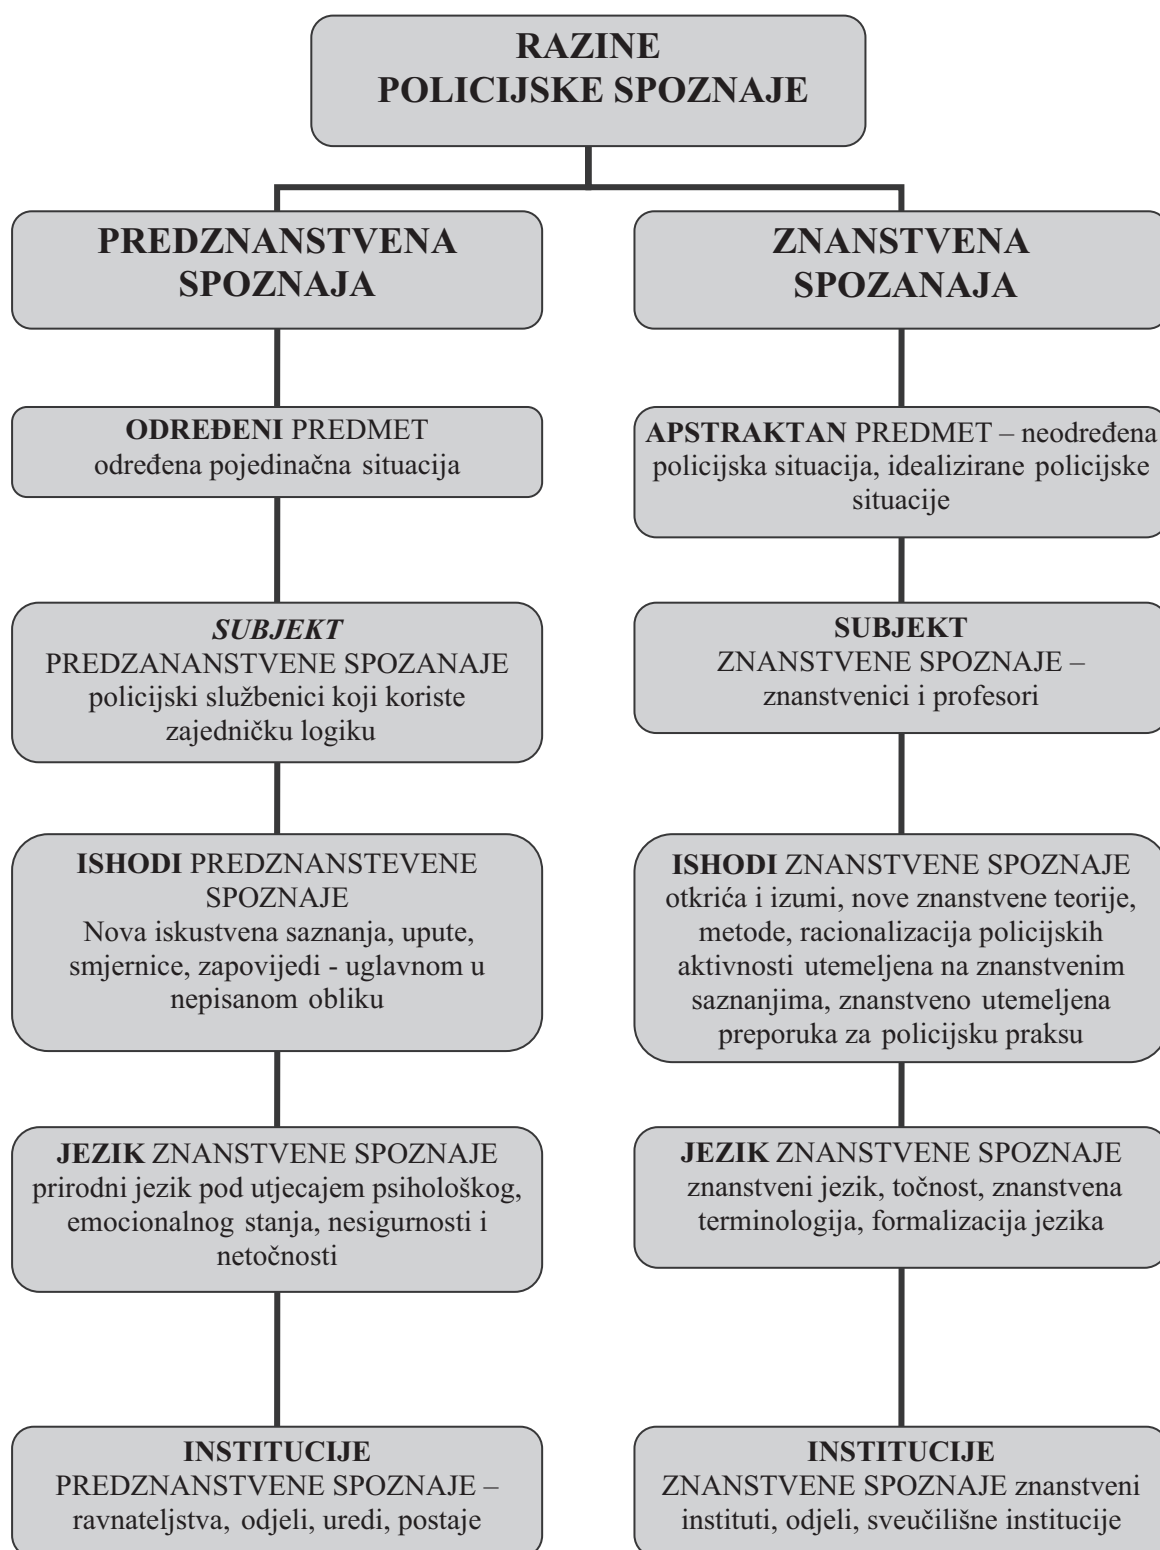 RAZINE
POLICIJSKE SPOZNAJE
PREDZNANSTVENA
SPOZNAJA
ODREĐENI PREDMET
određena pojedinačna situacija
SUBJEKT
PREDZANANSTVENE SPOZANAJE
policijski službenici koji koriste
zajedničku logiku
ISHODI PREDZNANSTEVENE
SPOZNAJE
Nova iskustvena saznanja, upute,
smjernice, zapovijedi - uglavnom u
nepisanom obliku
JEZIK ZNANSTVENE SPOZNAJE
prirodni jezik pod utjecajem psihološkog,
emocionalnog stanja, nesigurnosti i
netočnosti
INSTITUCIJE
PREDZNANSTVENE SPOZNAJE –
ravnateljstva, odjeli, uredi, postaje
ZNANSTVENA
SPOZANAJA
APSTRAKTAN PREDMET – neodređena
policijska situacija, idealizirane policijske
situacije
SUBJEKT
ZNANSTVENE SPOZNAJE –
znanstvenici i profesori
ISHODI ZNANSTVENE SPOZNAJE
otkrića i izumi, nove znanstvene teorije,
metode, racionalizacija policijskih
aktivnosti utemeljena na znanstvenim
saznanjima, znanstveno utemeljena
preporuka za policijsku praksu
JEZIK ZNANSTVENE SPOZNAJE
znanstveni jezik, točnost, znanstvena
terminologija, formalizacija jezika
INSTITUCIJE
ZNANSTVENE SPOZNAJE znanstveni
instituti, odjeli, sveučilišne institucije